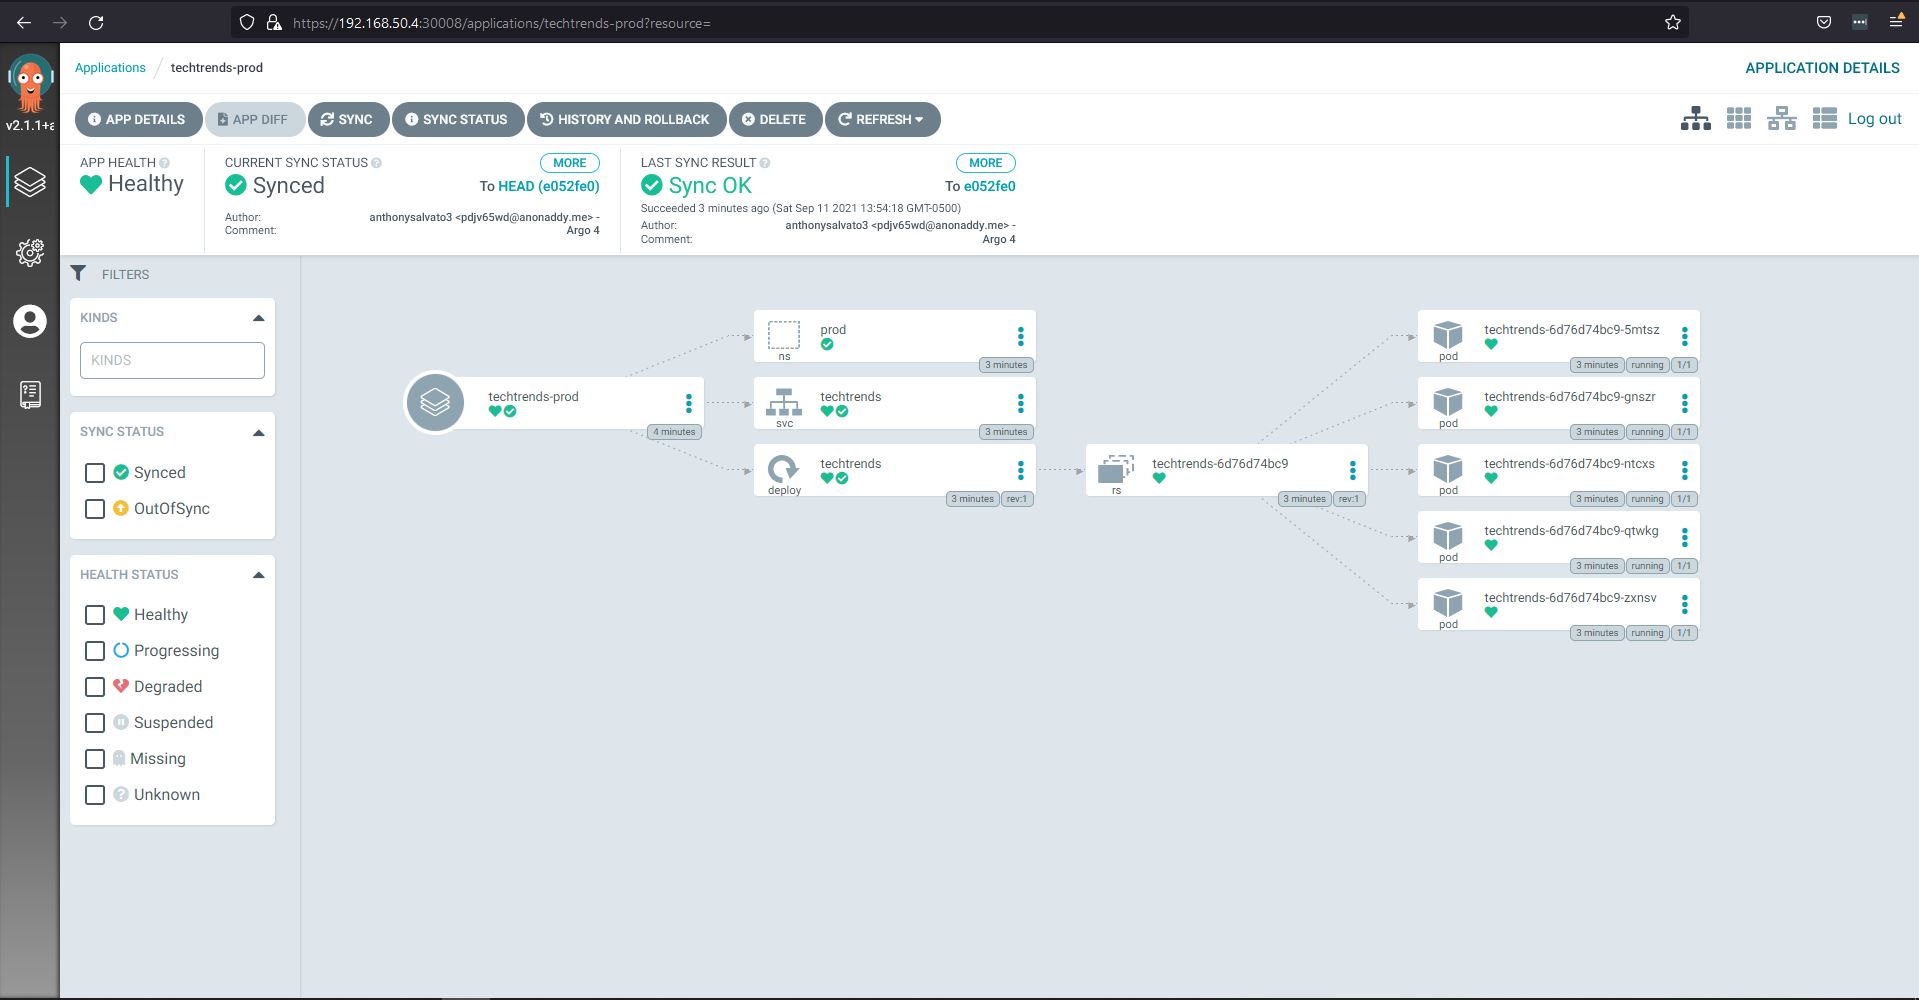 https://192.168.50.4:30008/applications/techtrends-prod?resource=
Applications / techtrends-prod
APPLICATION DETAILS
v2.1.1+a
APP DETAILS
APP DIFF
SYNC
SYNC STATUS
HISTORY AND ROLLBACK
DELETE
REFRESH
Log out
APP HEALTH
Healthy
CURRENT SYNC STATUS
MORE
Synced
To HEAD (e052fe0)
Author: anthonysalvato3 <pdjv65wd@anonaddy.me> -
Comment: Argo 4
LAST SYNC RESULT
MORE
Sync OK
To e052fe0
Succeeded 3 minutes ago (Sat Sep 11 2021 13:54:18 GMT-0500)
Author: anthonysalvato3 <pdjv65wd@anonaddy.me> -
Comment: Argo 4
FILTERS
KINDS
KINDS
SYNC STATUS
Synced
OutOfSync
HEALTH STATUS
Healthy
Progressing
Degraded
Suspended
Missing
Unknown
techtrends-prod
4 minutes
prod
ns
3 minutes
techtrends
svc
3 minutes
techtrends
deploy
3 minutes rev:1
techtrends-6d76d74bc9
rs
3 minutes rev:1
techtrends-6d76d74bc9-5mtsz
pod
3 minutes running 1/1
techtrends-6d76d74bc9-gnszr
pod
3 minutes running 1/1
techtrends-6d76d74bc9-ntcxs
pod
3 minutes running 1/1
techtrends-6d76d74bc9-qtwkg
pod
3 minutes running 1/1
techtrends-6d76d74bc9-zxnsv
pod
3 minutes running 1/1